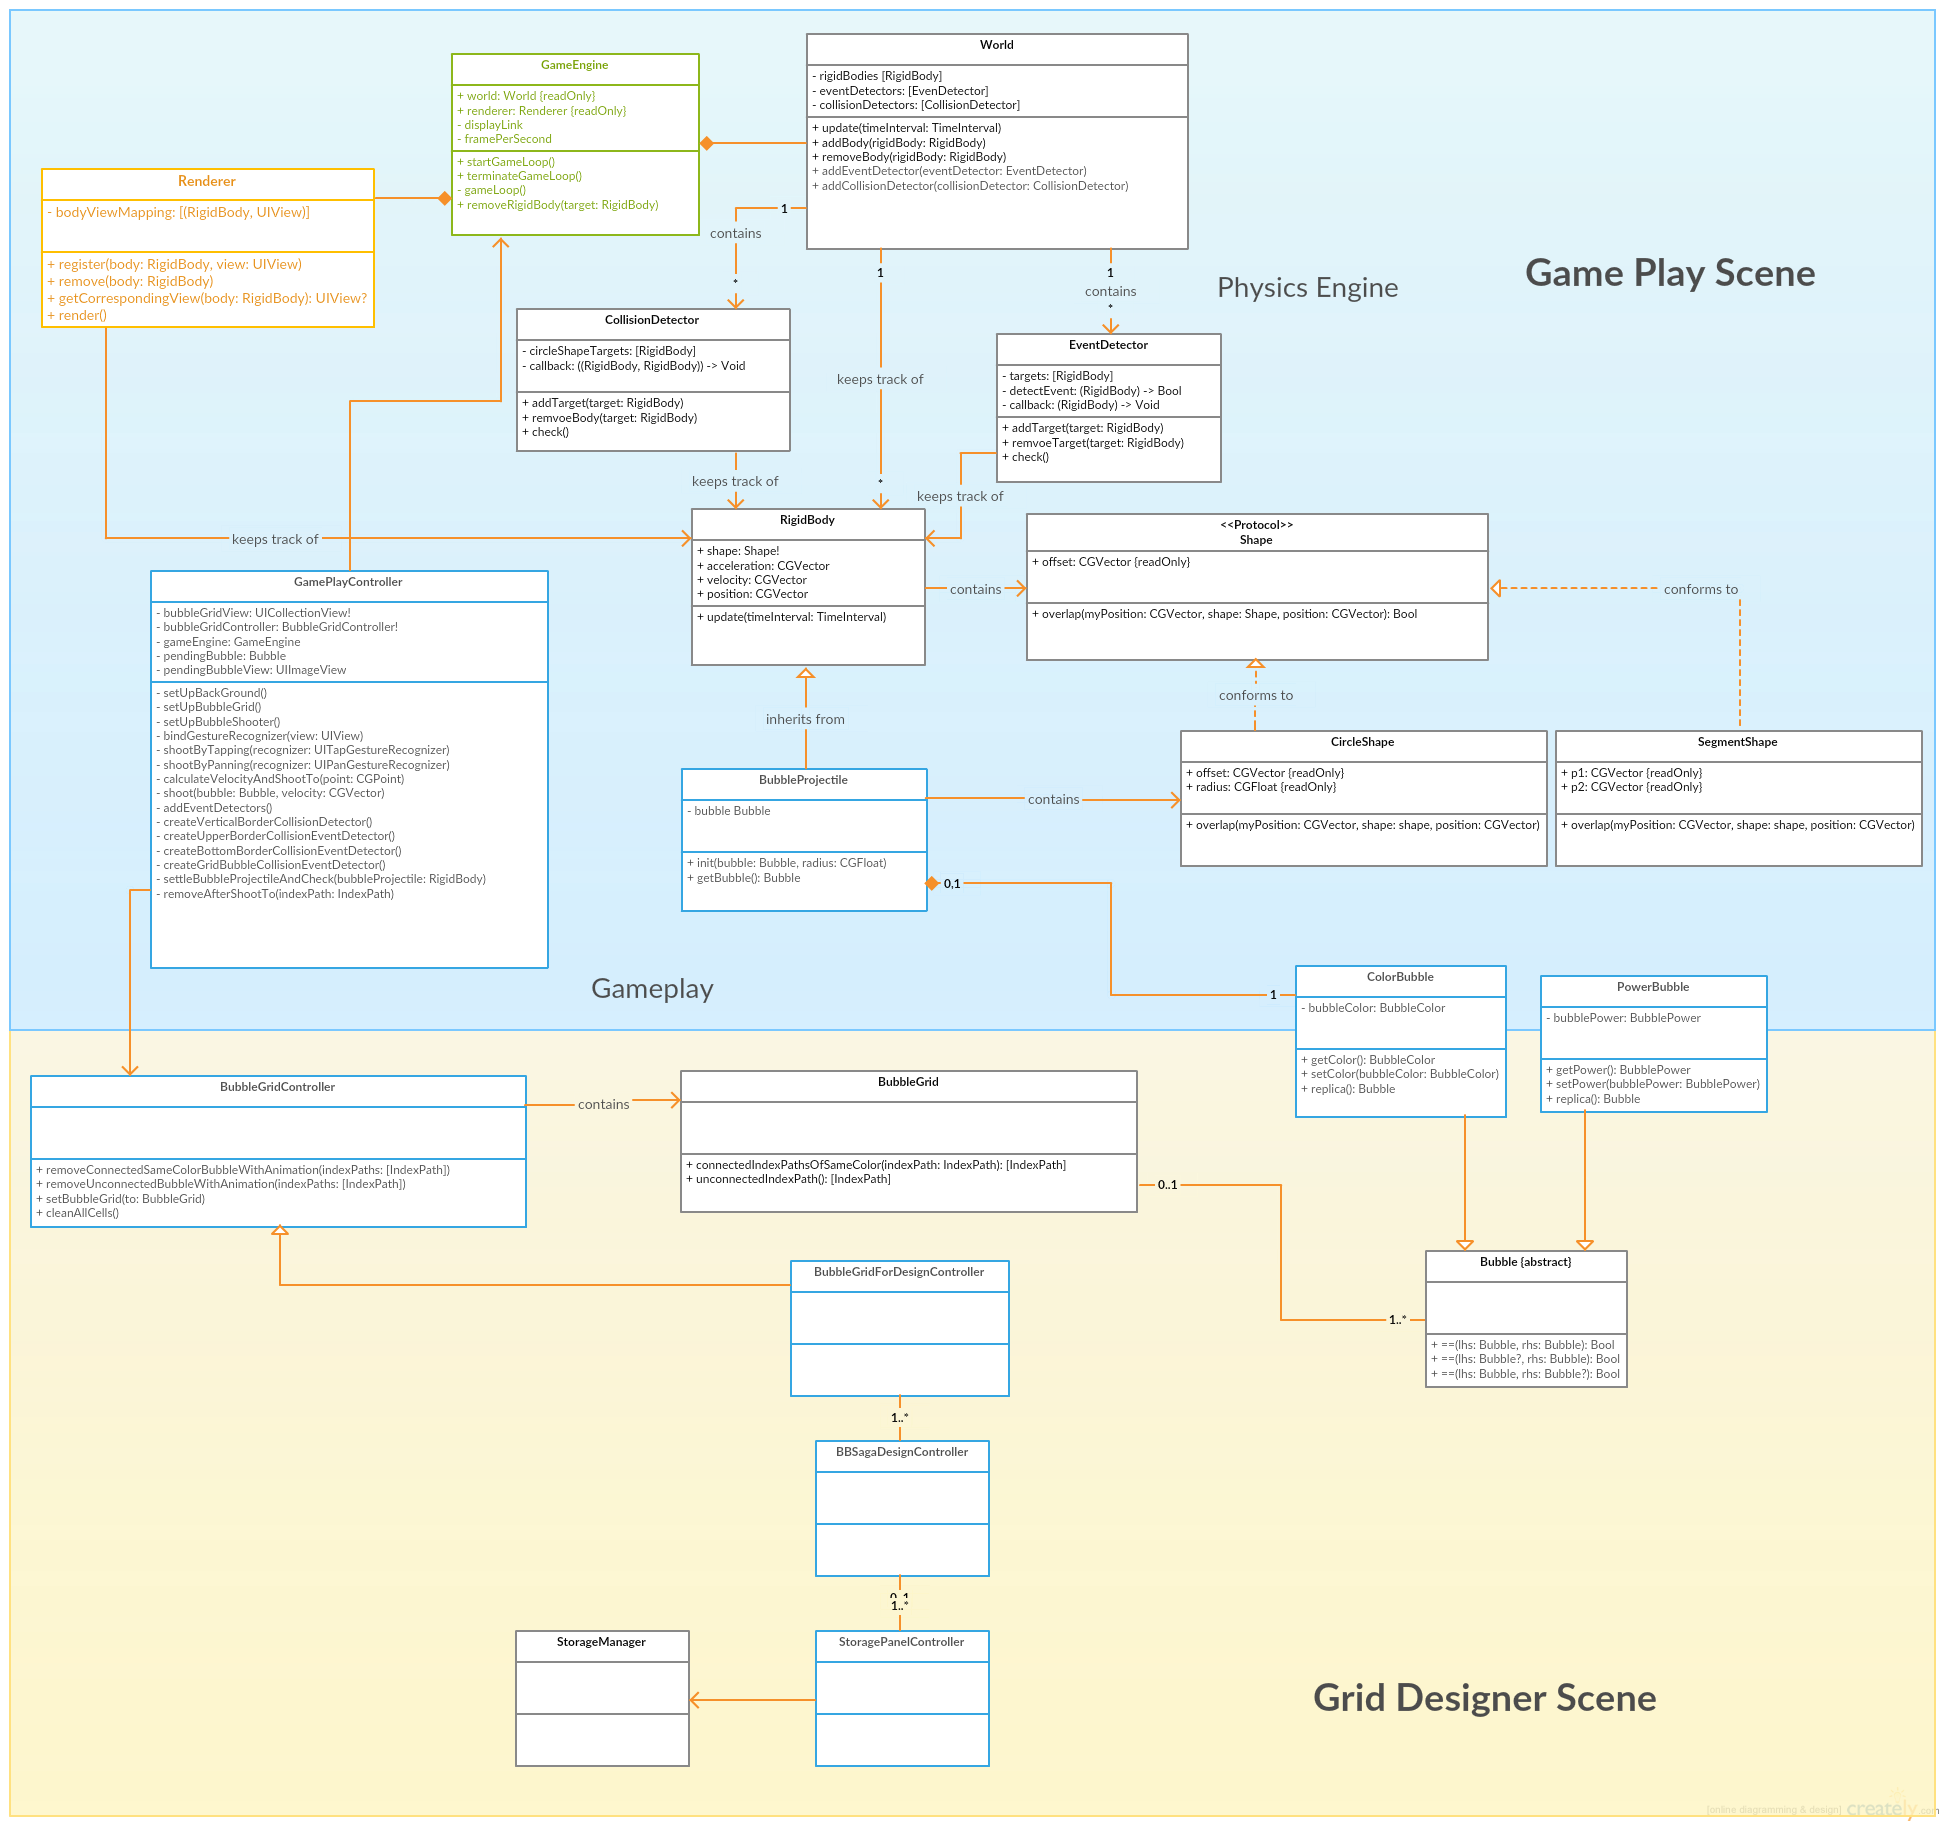 World
- rigidBodies [RigidBody]
- eventDetectors: [EvenDetector]
- collisionDetectors: [CollisionDetector]
+ update(timeInterval: TimeInterval)
+ addBody(rigidBody: RigidBody)
+ removeBody(rigidBody: RigidBody)
+ addEventDetector(eventDetector: EventDetector)
+ addCollisionDetector(collisionDetector: CollisionDetector)
GameEngine
+ world: World {readOnly}
+ renderer: Renderer {readOnly}
- displayLink
- framePerSecond
+ startGameLoop()
+ terminateGameLoop()
- gameLoop()
+ removeRigidBody(target: RigidBody)
Renderer
- bodyViewMapping: [(RigidBody, UIView)]
+ register(body: RigidBody, view: UIView)
+ remove(body: RigidBody)
+ getCorrespondingView(body: RigidBody): UIView?
+ render()
1
contains
*
1
keeps track of
*
1
contains
*
Physics Engine
Game Play Scene
CollisionDetector
- circleShapeTargets: [RigidBody]
- callback: ((RigidBody, RigidBody)) -> Void
+ addTarget(target: RigidBody)
+ remvoeBody(target: RigidBody)
+ check()
EventDetector
- targets: [RigidBody]
- detectEvent: (RigidBody) -> Bool
- callback: (RigidBody) -> Void
+ addTarget(target: RigidBody)
+ remvoeTarget(target: RigidBody)
+ check()
keeps track of
keeps track of
keeps track of
RigidBody
+ shape: Shape!
+ acceleration: CGVector
+ velocity: CGVector
+ position: CGVector
+ update(timeInterval: TimeInterval)
contains
<<Protocol>>
Shape
+ offset: CGVector {readOnly}
+ overlap(myPosition: CGVector, shape: Shape, position: CGVector): Bool
conforms to
conforms to
inherits from
GamePlayController
- bubbleGridView: UICollectionView!
- bubbleGridController: BubbleGridController!
- gameEngine: GameEngine
- pendingBubble: Bubble
- pendingBubbleView: UIImageView
- setUpBackGround()
- setUpBubbleGrid()
- setUpBubbleShooter()
- bindGestureRecognizer(view: UIView)
- shootByTapping(recognizer: UITapGestureRecognizer)
- shootByPanning(recognizer: UIPanGestureRecognizer)
- calculateVelocityAndShootTo(point: CGPoint)
- shoot(bubble: Bubble, velocity: CGVector)
- addEventDetectors()
- createVerticalBorderCollisionDetector()
- createUpperBorderCollisionEventDetector()
- createBottomBorderCollisionEventDetector()
- createGridBubbleCollisionEventDetector()
- settleBubbleProjectileAndCheck(bubbleProjectile: RigidBody)
- removeAfterShootTo(indexPath: IndexPath)
BubbleProjectile
- bubble Bubble
+ init(bubble: Bubble, radius: CGFloat)
+ getBubble(): Bubble
contains
CircleShape
+ offset: CGVector {readOnly}
+ radius: CGFloat {readOnly}
+ overlap(myPosition: CGVector, shape: shape, position: CGVector)
SegmentShape
+ p1: CGVector {readOnly}
+ p2: CGVector {readOnly}
+ overlap(myPosition: CGVector, shape: shape, position: CGVector)
0,1
1
Gameplay
ColorBubble
- bubbleColor: BubbleColor
+ getColor(): BubbleColor
+ setColor(bubbleColor: BubbleColor)
+ replica(): Bubble
PowerBubble
- bubblePower: BubblePower
+ getPower(): BubblePower
+ setPower(bubblePower: BubblePower)
+ replica(): Bubble
BubbleGridController
+ removeConnectedSameColorBubbleWithAnimation(indexPaths: [IndexPath])
+ removeUnconnectedBubbleWithAnimation(indexPaths: [IndexPath])
+ setBubbleGrid(to: BubbleGrid)
+ cleanAllCells()
contains
BubbleGrid
+ connectedIndexPathsOfSameColor(indexPath: IndexPath): [IndexPath]
+ unconnectedIndexPath(): [IndexPath]
0..1
1..*
Bubble {abstract}
+ ==(lhs: Bubble, rhs: Bubble): Bool
+ ==(lhs: Bubble?, rhs: Bubble): Bool
+ ==(lhs: Bubble, rhs: Bubble?): Bool
BubbleGridForDesignController
1..*
BBSagaDesignController
0..1
1..*
StorageManager
StoragePanelController
Grid Designer Scene
[online diagramming & design] creately.com